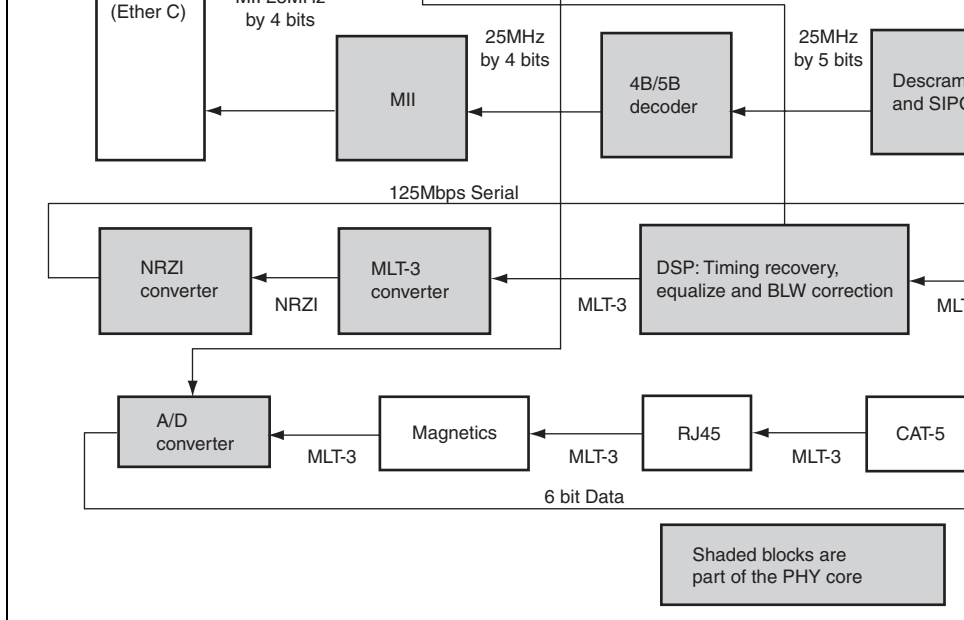 (Ether C)
by 4 bits
25MHz
by 4 bits
25MHz
by 5 bits
MII
4B/5B
decoder
and
125Mbps Serial
NRZI
converter
NRZI
MLT-3
converter
MLT-3
DSP: Timing recovery,
equalize and BLW correction
A/D
converter
MLT-3
Magnetics
MLT-3
RJ45
MLT-3
CAT-5
6 bit Data
Shaded blocks are
part of the PHY core